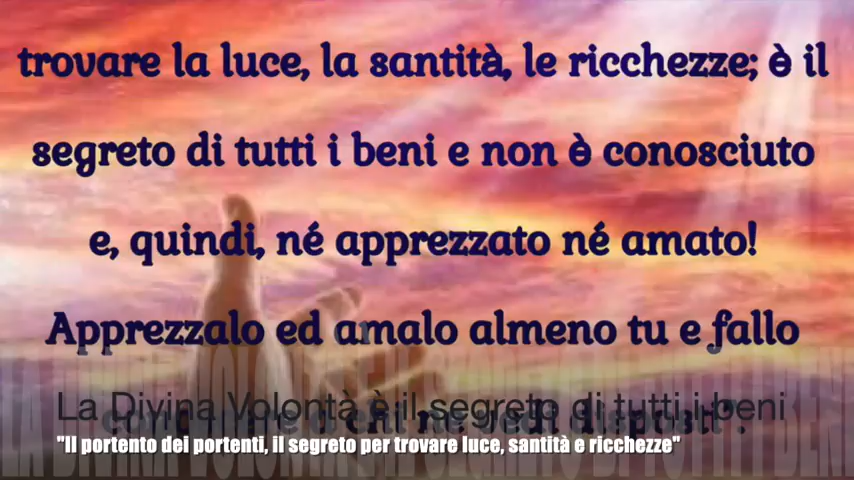 trovare la luce, la santità, le ricchezze; è il
segreto di tutti i beni e non è conosciuto
e, quindi, né apprezzato né amato!
Apprezzalo ed amalo almeno tu e fallo
La Divina Volontà è il segreto di tutti i beni
"Il portento dei portenti, il segreto per trovare luce, santità e ricchezze"